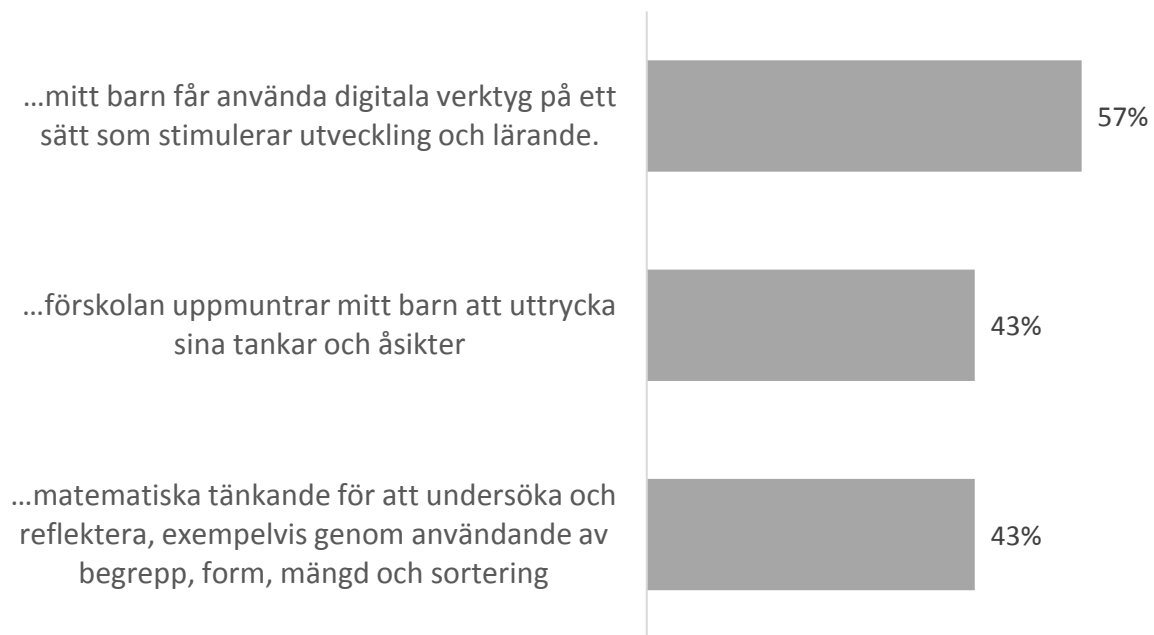 ...mitt barn får använda digitala verktyg på ett
sätt som stimulerar utveckling och lärande.
57%
...förskolan uppmuntrar mitt barn att uttrycka
sina tankar och åsikter
43%
...matematiska tänkande för att undersöka och
reflektera, exempelvis genom användande av
begrepp, form, mängd och sortering
43%